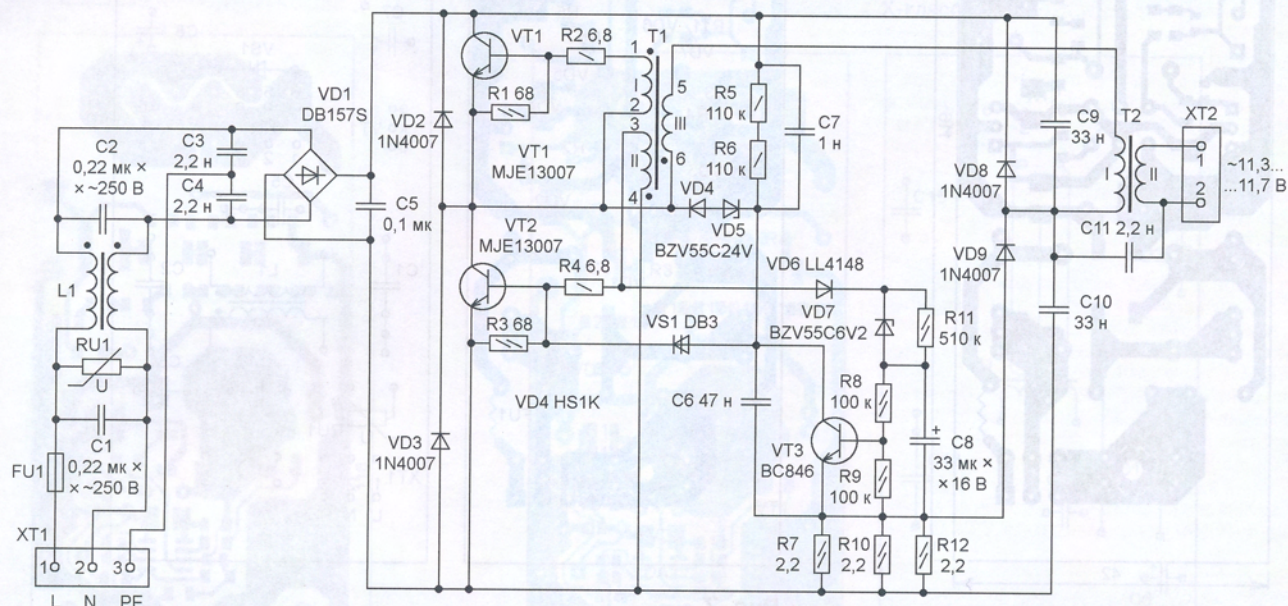 VT1
R2 6,8
T1
1
I
2
3
II
4
5
III
6
R1 68
VD1
DB157S
VD2
1N4007
VT1
MJE13007
R5
110 к
R6
110 к
C7
1 н
C9
33 н
T2
XT2
I
II
1
2
~11,3...
...11,7 В
VD8
1N4007
C2
0,22 мк ×
× ~250 В
C3
2,2 н
C4
2,2 н
C5
0,1 мк
VD4
VD5
BZV55C24V
C11 2,2 н
VT2
MJE13007
R4 6,8
VD6 LL4148
VD9
1N4007
L1
R3 68
VS1 DB3
VD7
BZV55C6V2
R11
510 к
C10
33 н
RU1
U
VD4 HS1K
C6 47 н
R8
100 к
VD3
1N4007
C1
0,22 мк ×
× ~250 В
FU1
VT3
BC846
R9
100 к
+
C8
33 мк ×
× 16 В
XT1
1
2
3
L
N
PE
R7
2,2
R10
2,2
R12
2,2